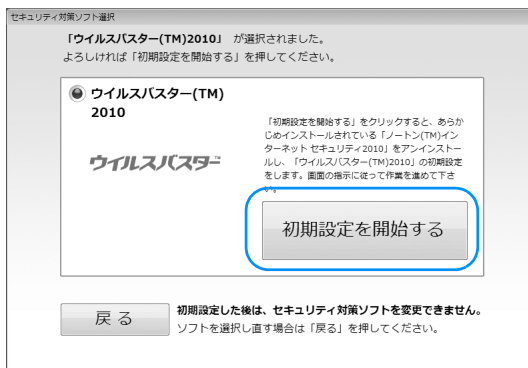 セキュリティ対策ソフト選択
「ウイルスバスター(TM)2010」 が選択されました。
よろしければ「初期設定を開始する」を押してください。
ウイルスバスター(TM)
2010
ウイルスバスター
「初期設定を開始する」をクリックすると、あらか
じめインストールされている「ノートン(TM)イン
ターネット セキュリティ2010」をアンインストー
ルし、「ウイルスバスター(TM)2010」の初期設定
をします。画面の指示に従って作業を進めて下さ
い。
初期設定を開始する
戻 る
初期設定した後は、セキュリティ対策ソフトを変更できません。
ソフトを選択し直す場合は「戻る」を押してください。